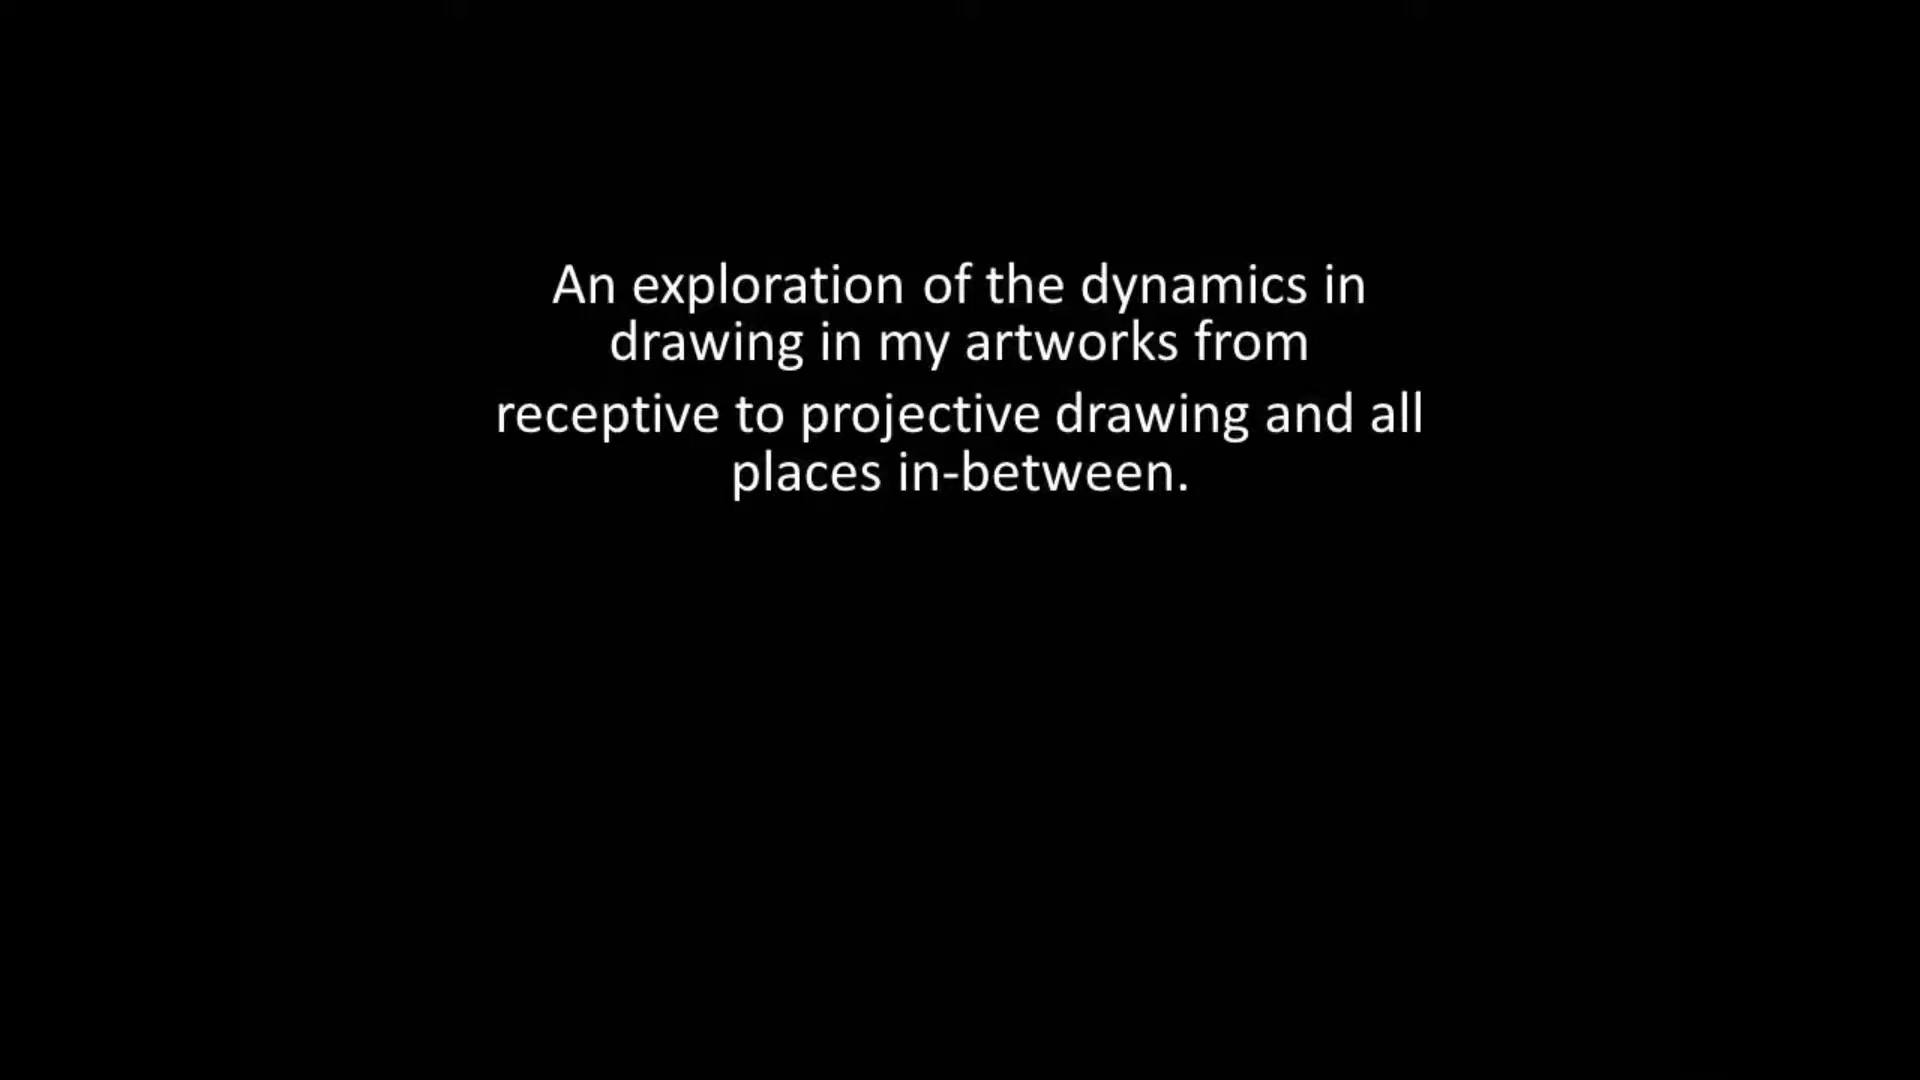 An exploration of the dynamics in
drawing in my artworks from
receptive to projective drawing and all
places in-between.